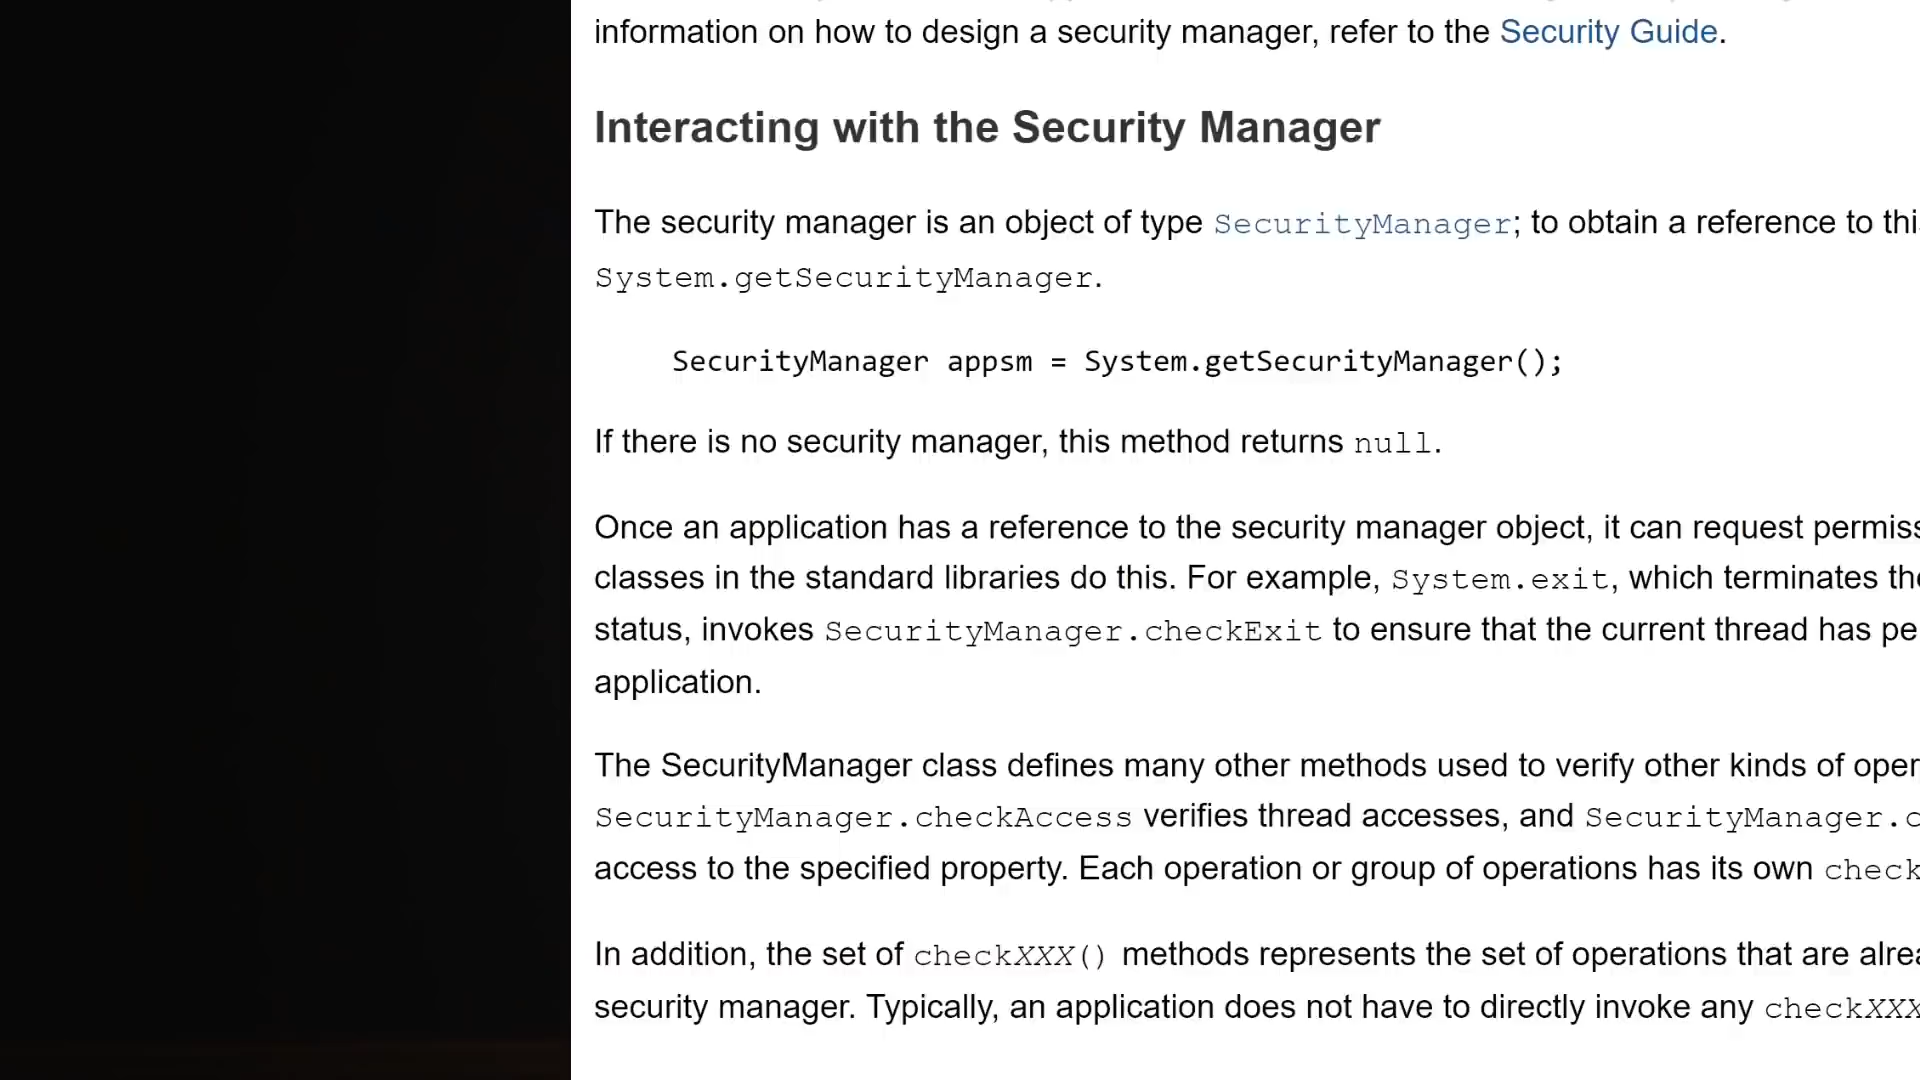 information on how to design a security manager, refer to the Security Guide.
Interacting with the Security Manager
The security manager is an object of type SecurityManager; to obtain a reference to
System.getSecurityManager.
SecurityManager appsm = System.getSecurityManager();
If there is no security manager, this method returns null.
Once an application has a reference to the security manager object, it can request
classes in the standard libraries do this. For example, System.exit, which terminates
status, invokes SecurityManager.checkExit to ensure that the current thread has
application.
The SecurityManager class defines many other methods used to verify other kinds of
SecurityManager.checkAccess verifies thread accesses, and SecurityManager.
access to the specified property. Each operation or group of operations has its own check
In addition, the set of checkXXX() methods represents the set of operations that are
security manager. Typically, an application does not have to directly invoke any checkXXX